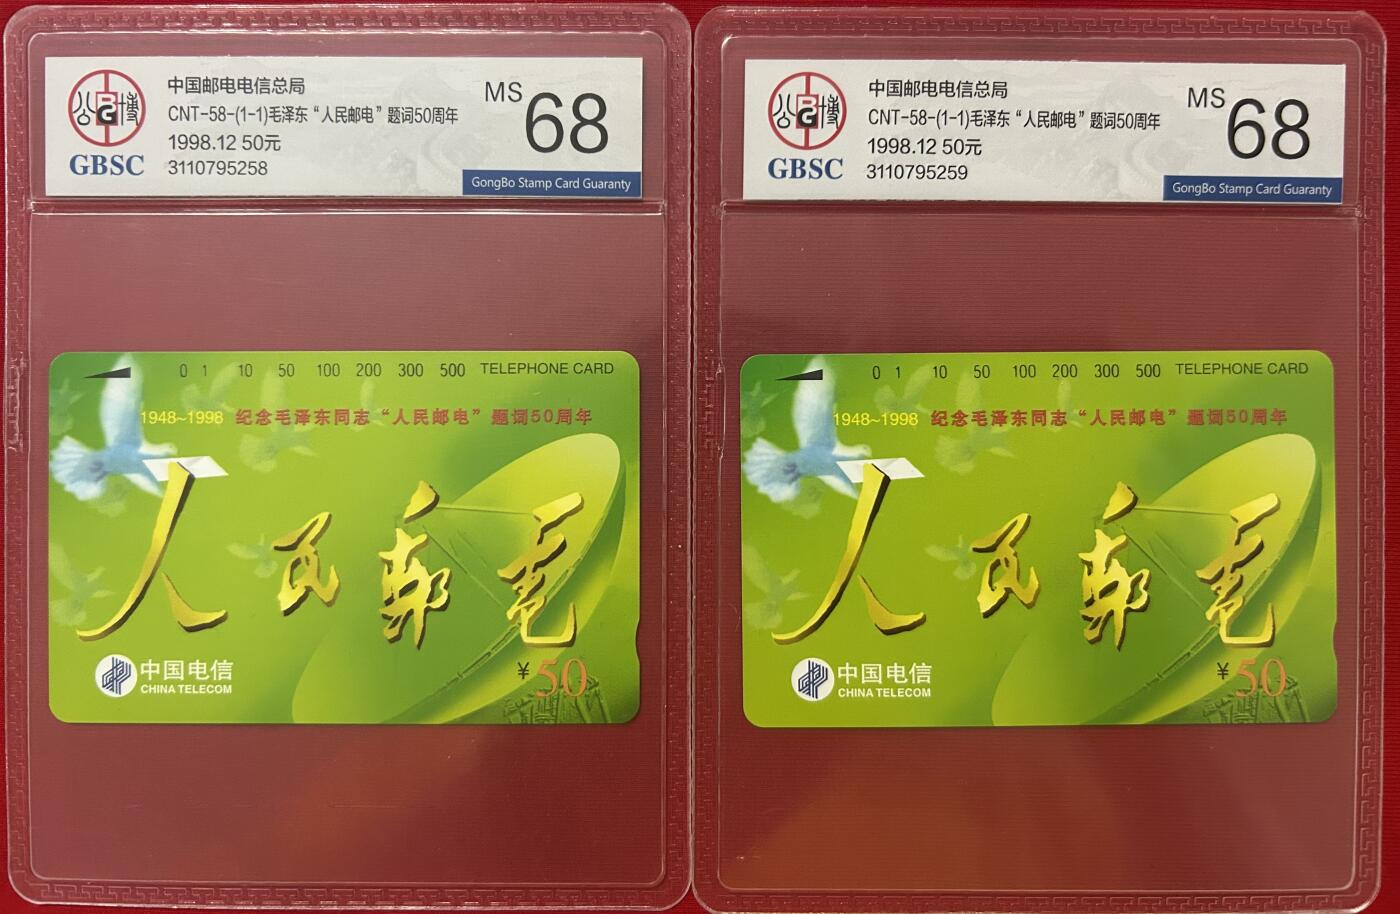 公博
BG
GBSC
中国邮电电信总局
CNT-58-(1-1)毛泽东“人民邮电”题词50周年
1998.12 50元
3110795258
MS 68
GongBo Stamp Card Guaranty
0 1 10 50 100 200 300 500 TELEPHONE CARD
1948~1998 纪念毛泽东同志“人民邮电”题词50周年
人民邮电
中国电信
CHINA TELECOM
¥50
公博
BG
GBSC
中国邮电电信总局
CNT-58-(1-1)毛泽东“人民邮电”题词50周年
1998.12 50元
3110795259
MS 68
GongBo Stamp Card Guaranty
0 1 10 50 100 200 300 500 TELEPHONE CARD
1948~1998 纪念毛泽东同志“人民邮电”题词50周年
人民邮电
中国电信
CHINA TELECOM
¥50